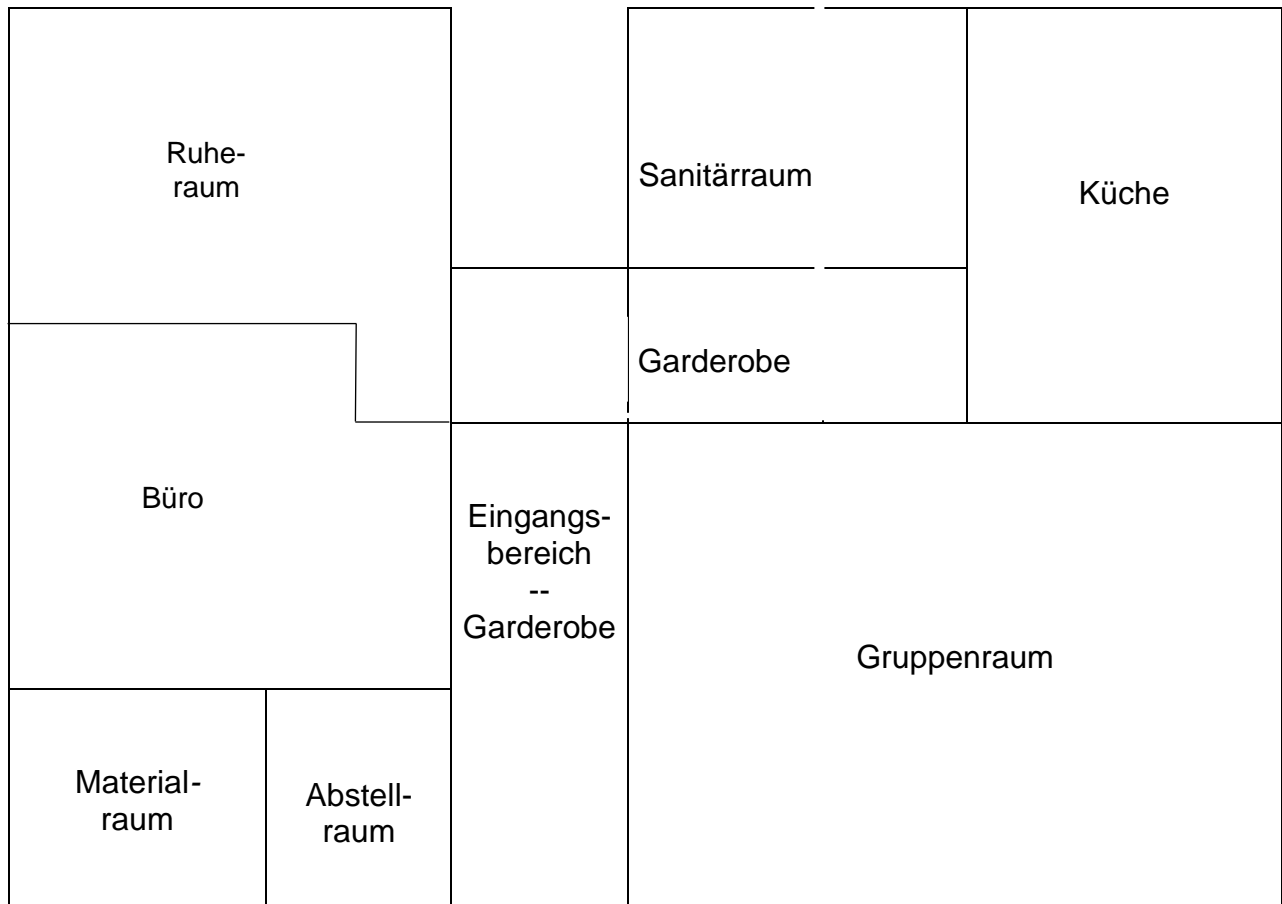 Ruhe-
raum
Sanitärraum
Küche
Garderobe
Büro
Eingangs-
bereich
--
Garderobe
Gruppenraum
Material-
raum
Abstell-
raum